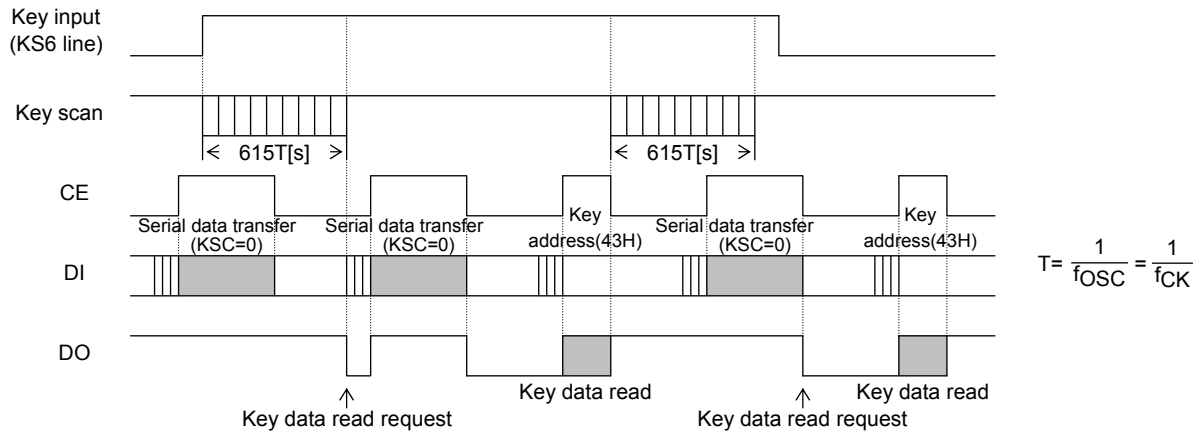 Key input
(KS6 line)
Key scan
615T[s]
615T[s]
CE
Serial data transfer
(KSC=0)
Serial data transfer
(KSC=0)
Key
address(43H)
Serial data transfer
(KSC=0)
Key
address(43H)
DI
T= 1/fOSC = 1/fCK
DO
Key data read
Key data read
Key data read request
Key data read request